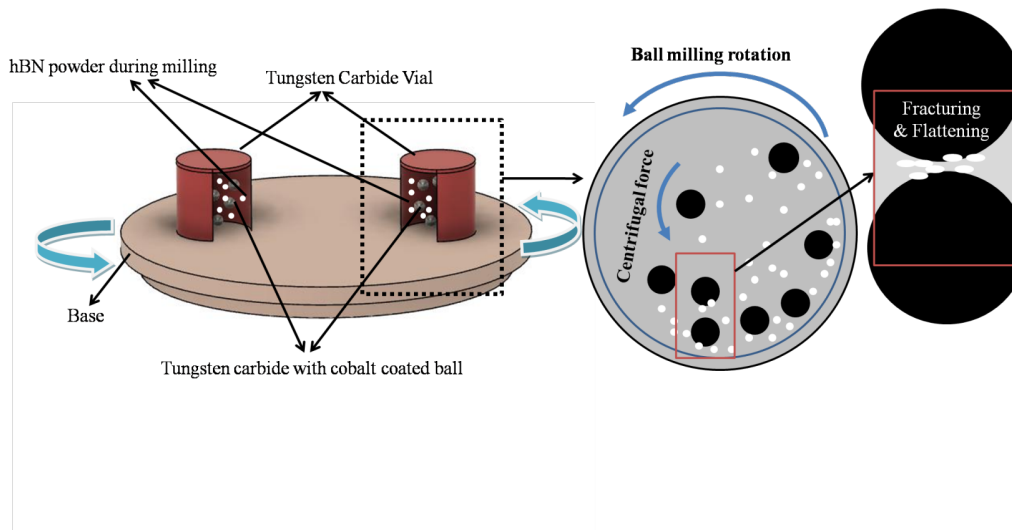 hBN powder during milling
Tungsten Carbide Vial
Base
Tungsten carbide with cobalt coated ball
Ball milling rotation
Centrifugal force
Fracturing
& Flattening